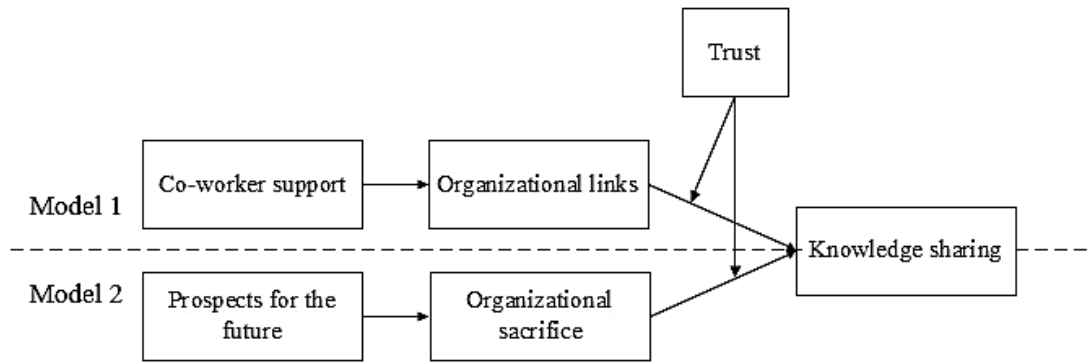 Trust
Co-worker support
Organizational links
Model 1
Knowledge sharing
Model 2
Prospects for the
future
Organizational
sacrifice